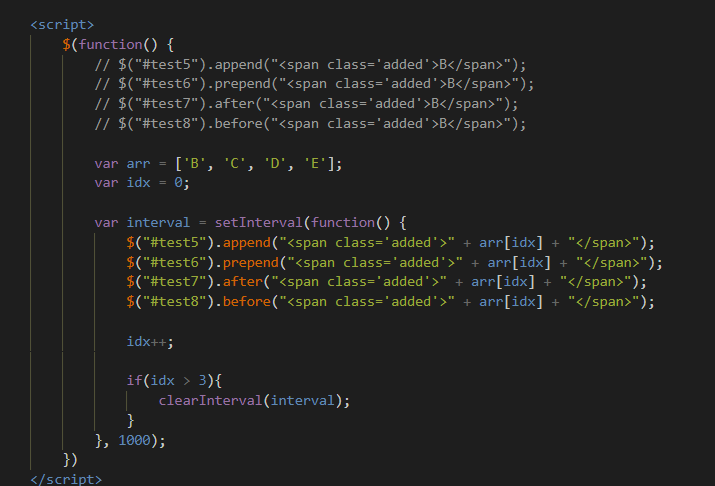 <script>
$(function() {
// $("#test5").append("<span class='added'>B</span>");
// $("#test6").prepend("<span class='added'>B</span>");
// $("#test7").after("<span class='added'>B</span>");
// $("#test8").before("<span class='added'>B</span>");
var arr = ['B', 'C', 'D', 'E'];
var idx = 0;
var interval = setInterval(function() {
$("#test5").append("<span class='added'>" + arr[idx] + "</span>");
$("#test6").prepend("<span class='added'>" + arr[idx] + "</span>");
$("#test7").after("<span class='added'>" + arr[idx] + "</span>");
$("#test8").before("<span class='added'>" + arr[idx] + "</span>");
idx++;
if(idx > 3){
clearInterval(interval);
}
}, 1000);
})
</script>